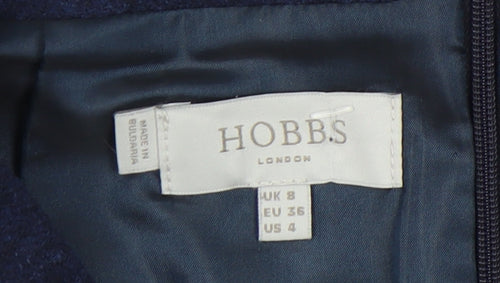 HOBBS
LONDON
MADE IN
BULGARIA
UK 8
EU 36
US 4